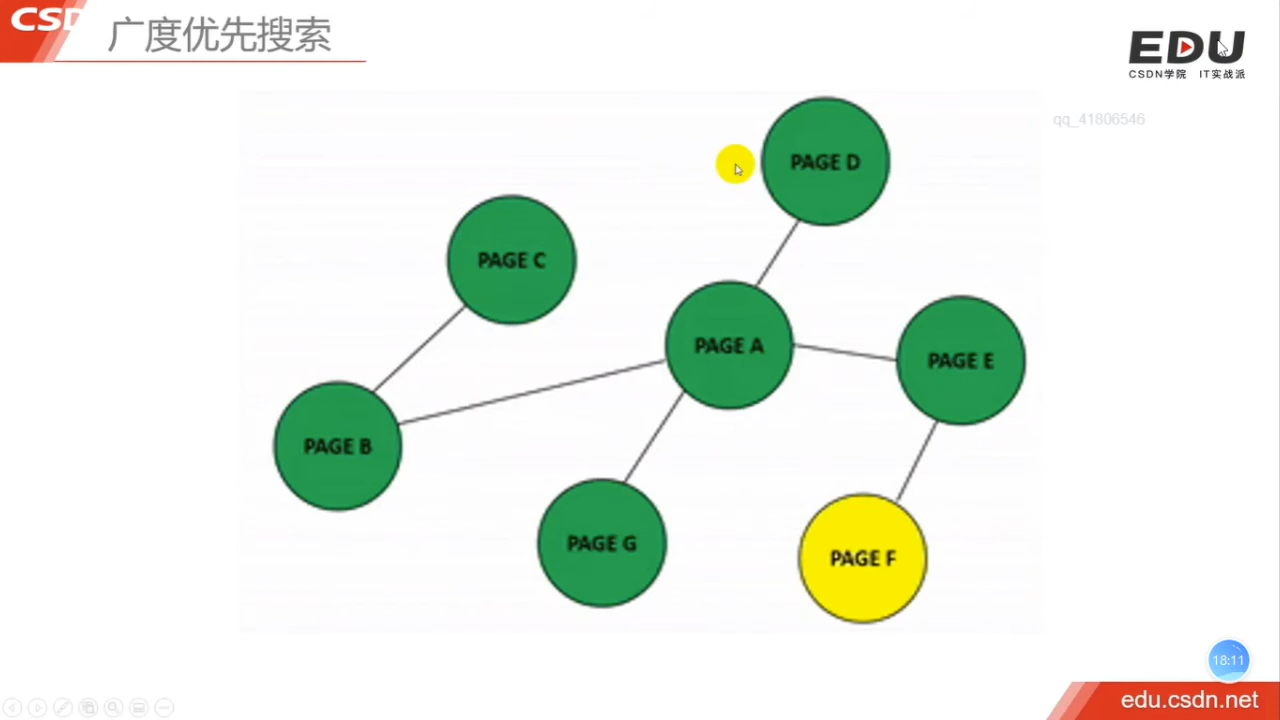 CSD
广度优先搜索
EDU
CSDN学院 IT实战派
qq_41806546
PAGE D
PAGE C
PAGE A
PAGE E
PAGE B
PAGE G
PAGE F
18:11
edu.csdn.net